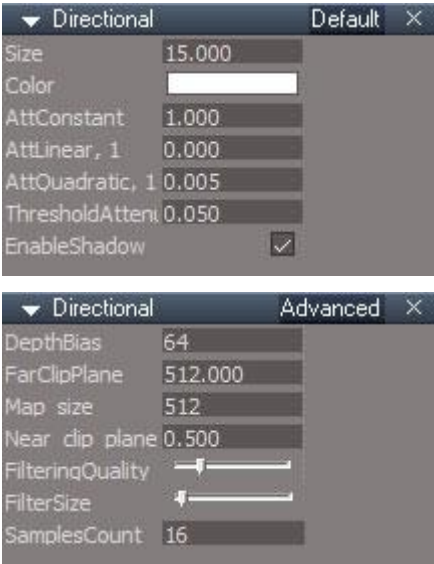 Directional Default
Size 15.000
Color
AttConstant 1.000
AttLinear, 1 0.000
AttQuadratic, 1 0.005
ThresholdAttenu 0.050
EnableShadow
Directional Advanced
DepthBias 64
FarClipPlane 512.000
Map size 512
Near clip plane 0.500
FilteringQuality
FilterSize
SamplesCount 16